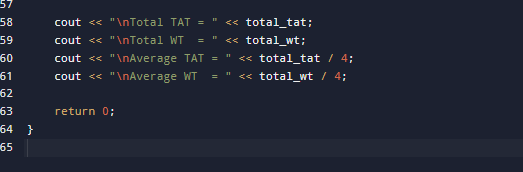 57
58 cout << "\nTotal TAT = " << total_tat;
59 cout << "\nTotal WT  = " << total_wt;
60 cout << "\nAverage TAT = " << total_tat / 4;
61 cout << "\nAverage WT  = " << total_wt / 4;
62
63 return 0;
64 }
65